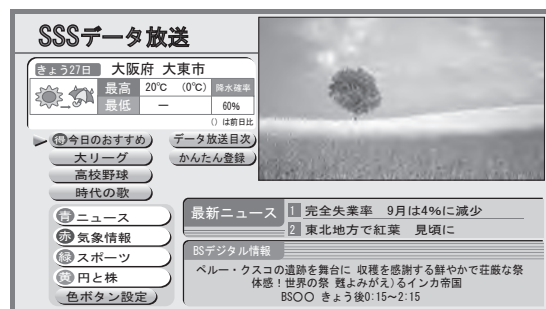 SSSデータ放送
きょう27日 大阪府 大東市
最高 20℃ (0℃) 降水確率
最低 － 60%
() は前日比
得今日のおすすめ データ放送目次
大リーグ かんたん登録
高校野球
時代の歌
青 ニュース
赤 気象情報
緑 スポーツ
黄 円と株
色ボタン設定
最新ニュース 1 完全失業率 9月は4%に減少
2 東北地方で紅葉 見頃に
BSデジタル情報
ペルー・クスコの遺跡を舞台に 収穫を感謝する鮮やかで荘厳な祭
体感！世界の祭 甦よみがえ)るインカ帝国
BS〇〇 きょう後0:15～2:15